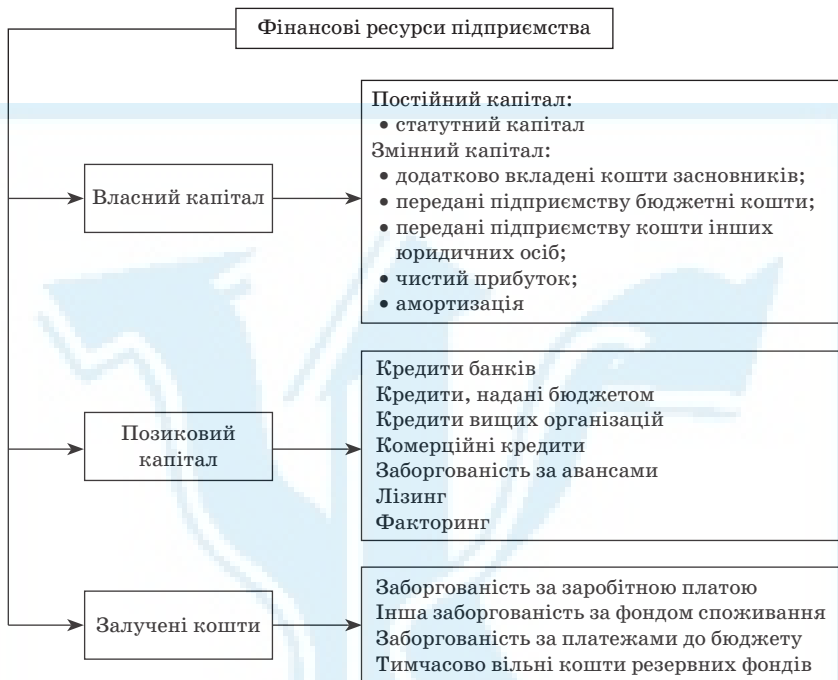 Фінансові ресурси підприємства
Власний капітал
Постійний капітал:
• статутний капітал
Змінний капітал:
• додатково вкладені кошти засновників;
• передані підприємству бюджетні кошти;
• передані підприємству кошти інших
юридичних осіб;
• чистий прибуток;
• амортизація
Позиковий
капітал
Кредити банків
Кредити, надані бюджетом
Кредити вищих організацій
Комерційні кредити
Заборгованість за авансами
Лізинг
Факторинг
Залучені кошти
Заборгованість за заробітною платою
Інша заборгованість за фондом споживання
Заборгованість за платежами до бюджету
Тимчасово вільні кошти резервних фондів